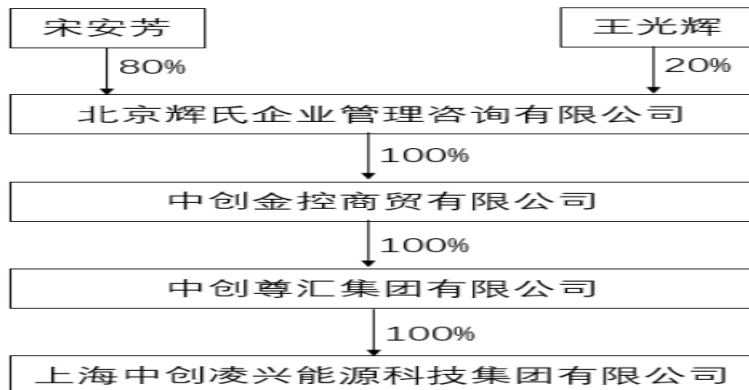 宋安芳
王光辉
80%
20%
北京辉氏企业管理咨询有限公司
100%
中创金控商贸有限公司
100%
中创尊汇集团有限公司
100%
上海中创凌兴能源科技集团有限公司